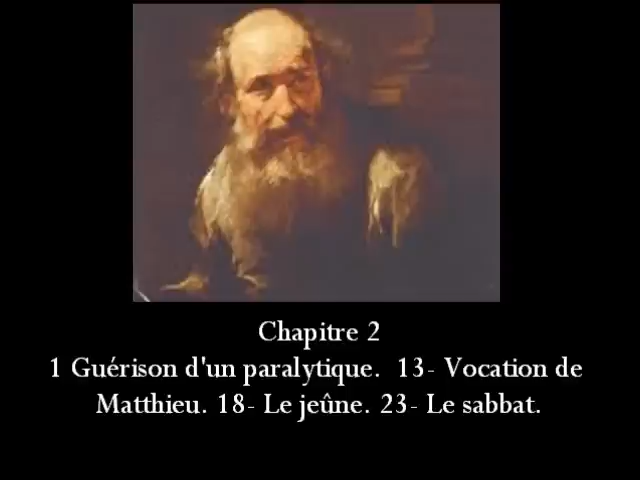 Chapitre 2
1 Guérison d'un paralytique. 13- Vocation de
Matthieu. 18- Le jeûne. 23- Le sabbat.